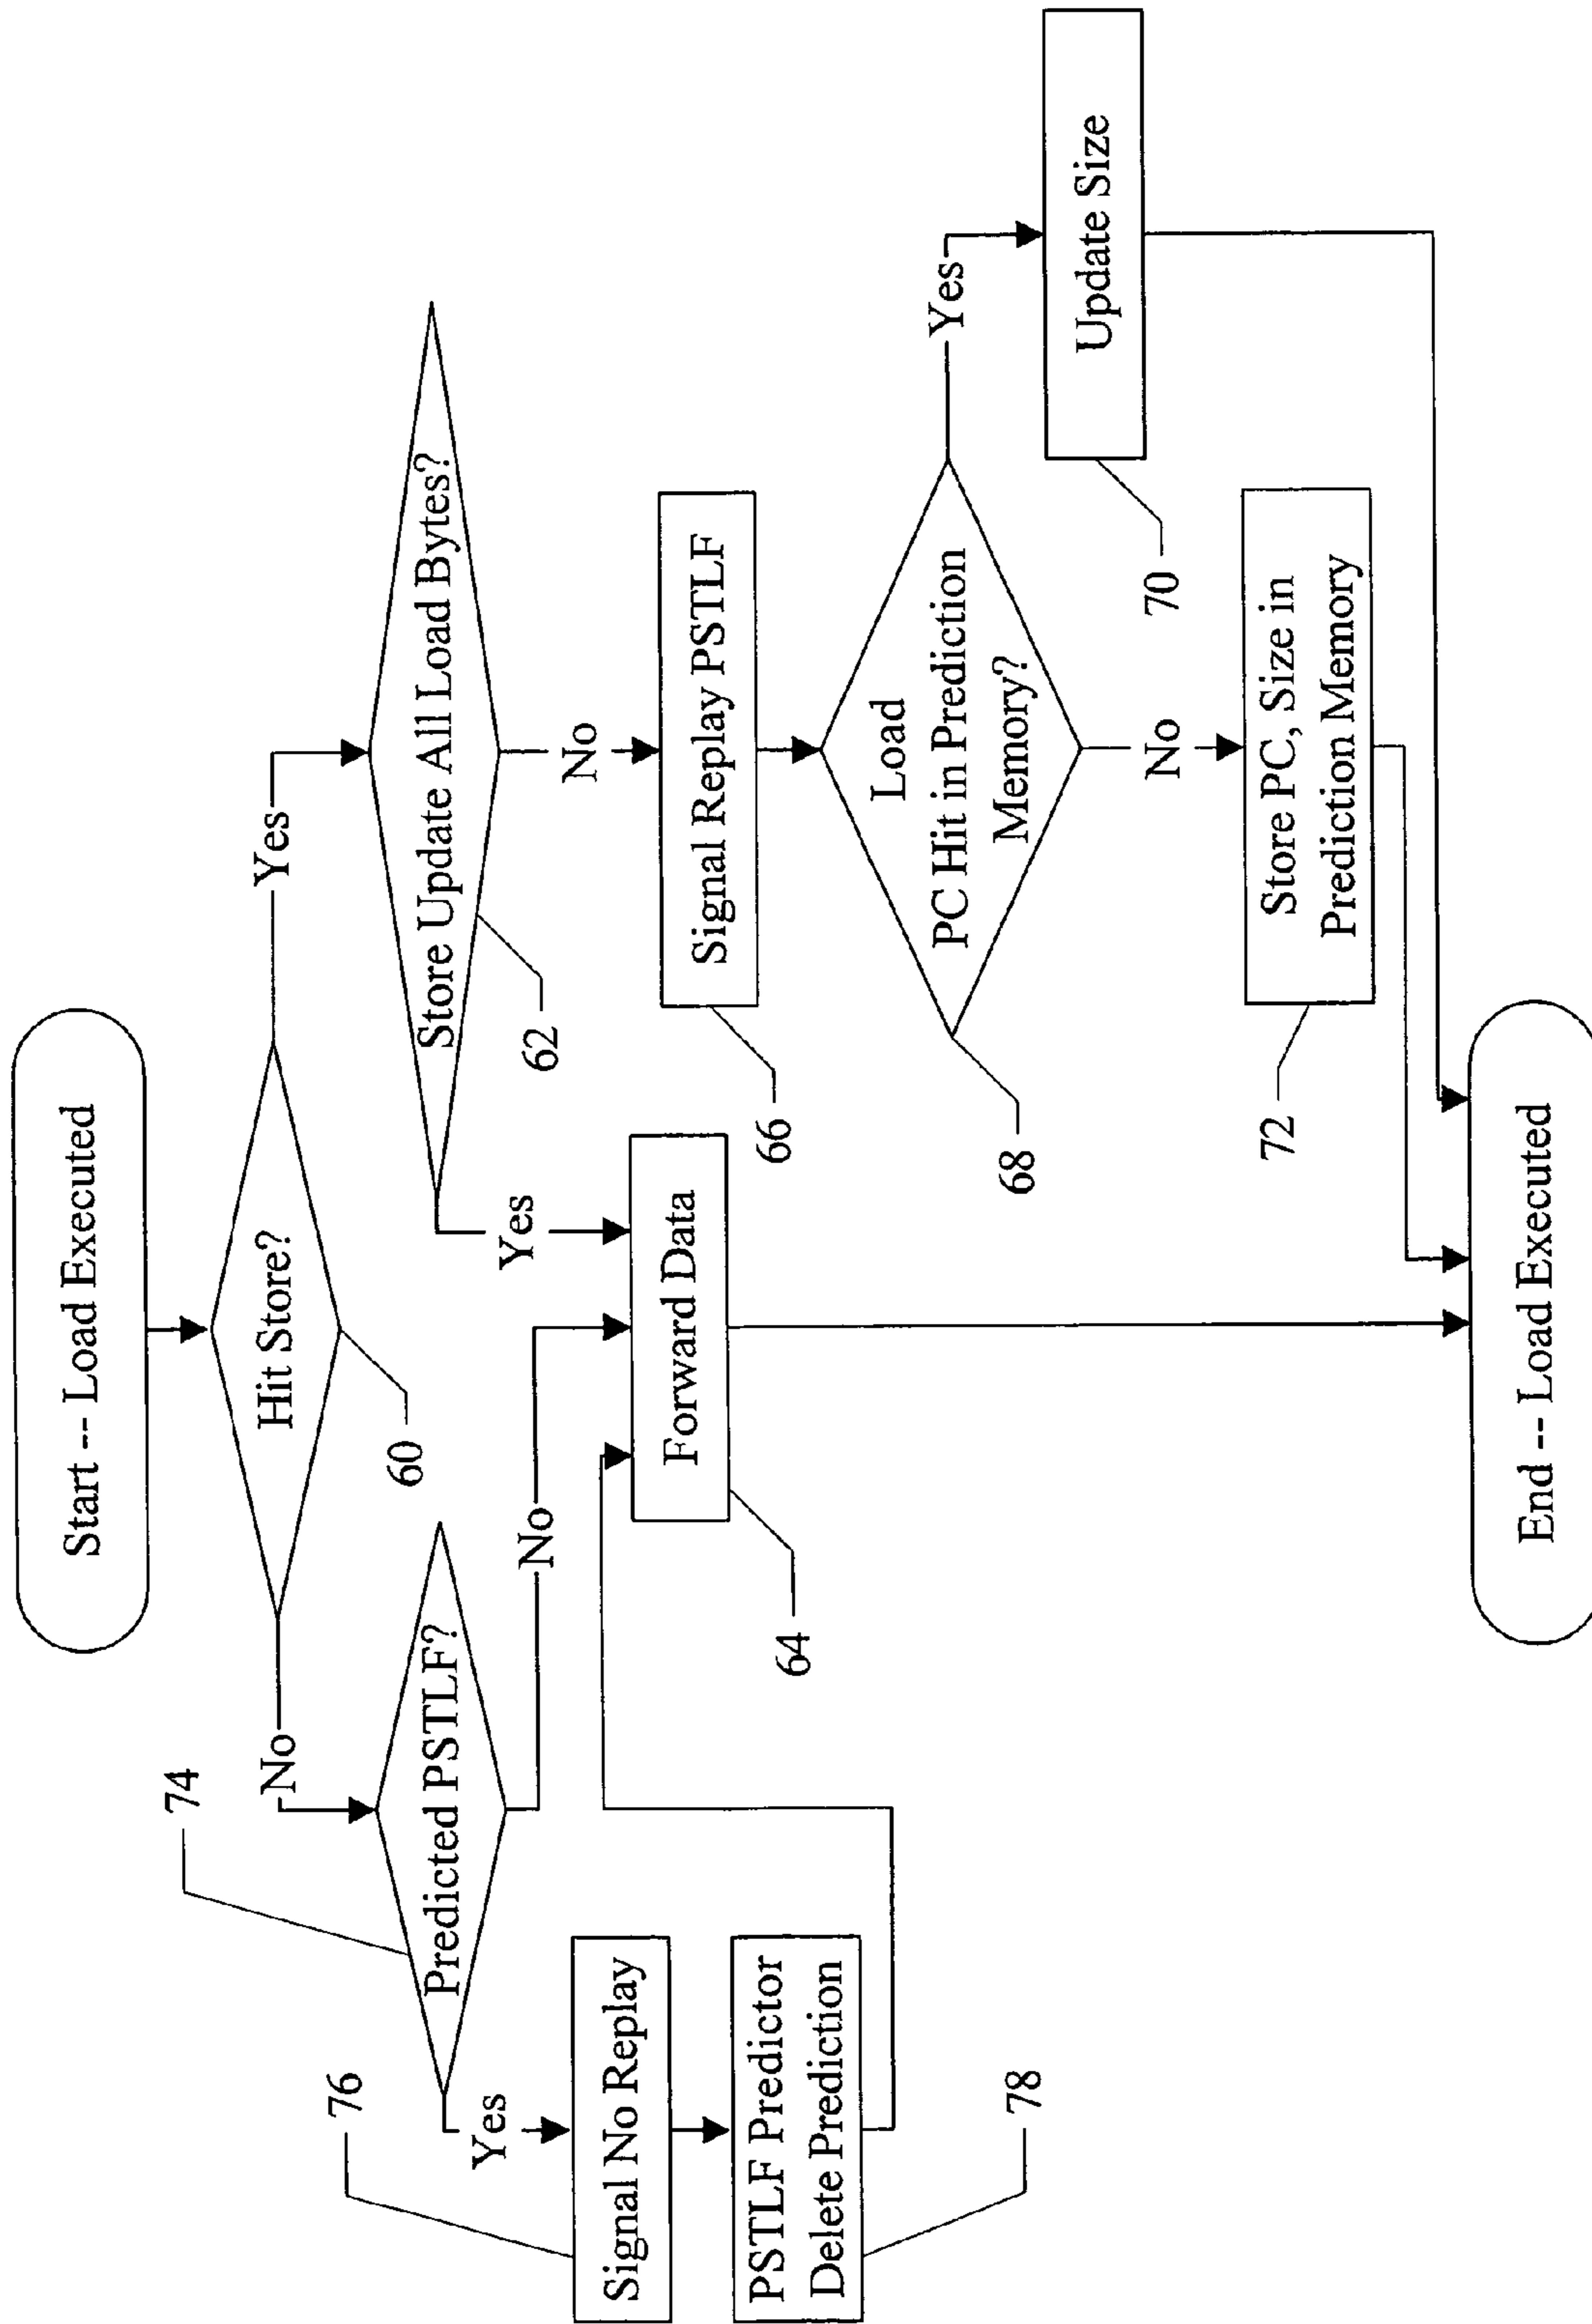 Start -- Load Executed
Hit Store?
60
No
Yes
74
Predicted PSTLF?
Store Update All Load Bytes?
62
76
Yes
No
Yes
No
Signal No Replay
Forward Data
64
Signal Replay PSTLF
66
PSTLF Predictor
Delete Prediction
78
Load
PC Hit in Prediction
Memory?
68
Yes
No
Update Size
70
Store PC, Size in
Prediction Memory
72
End -- Load Executed